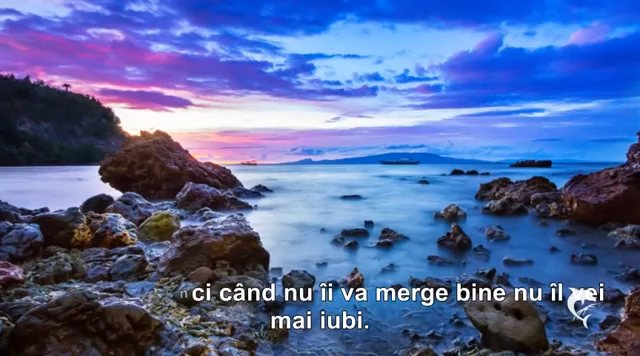 ci când nu îi va merge bine nu îl vei
mai iubi.